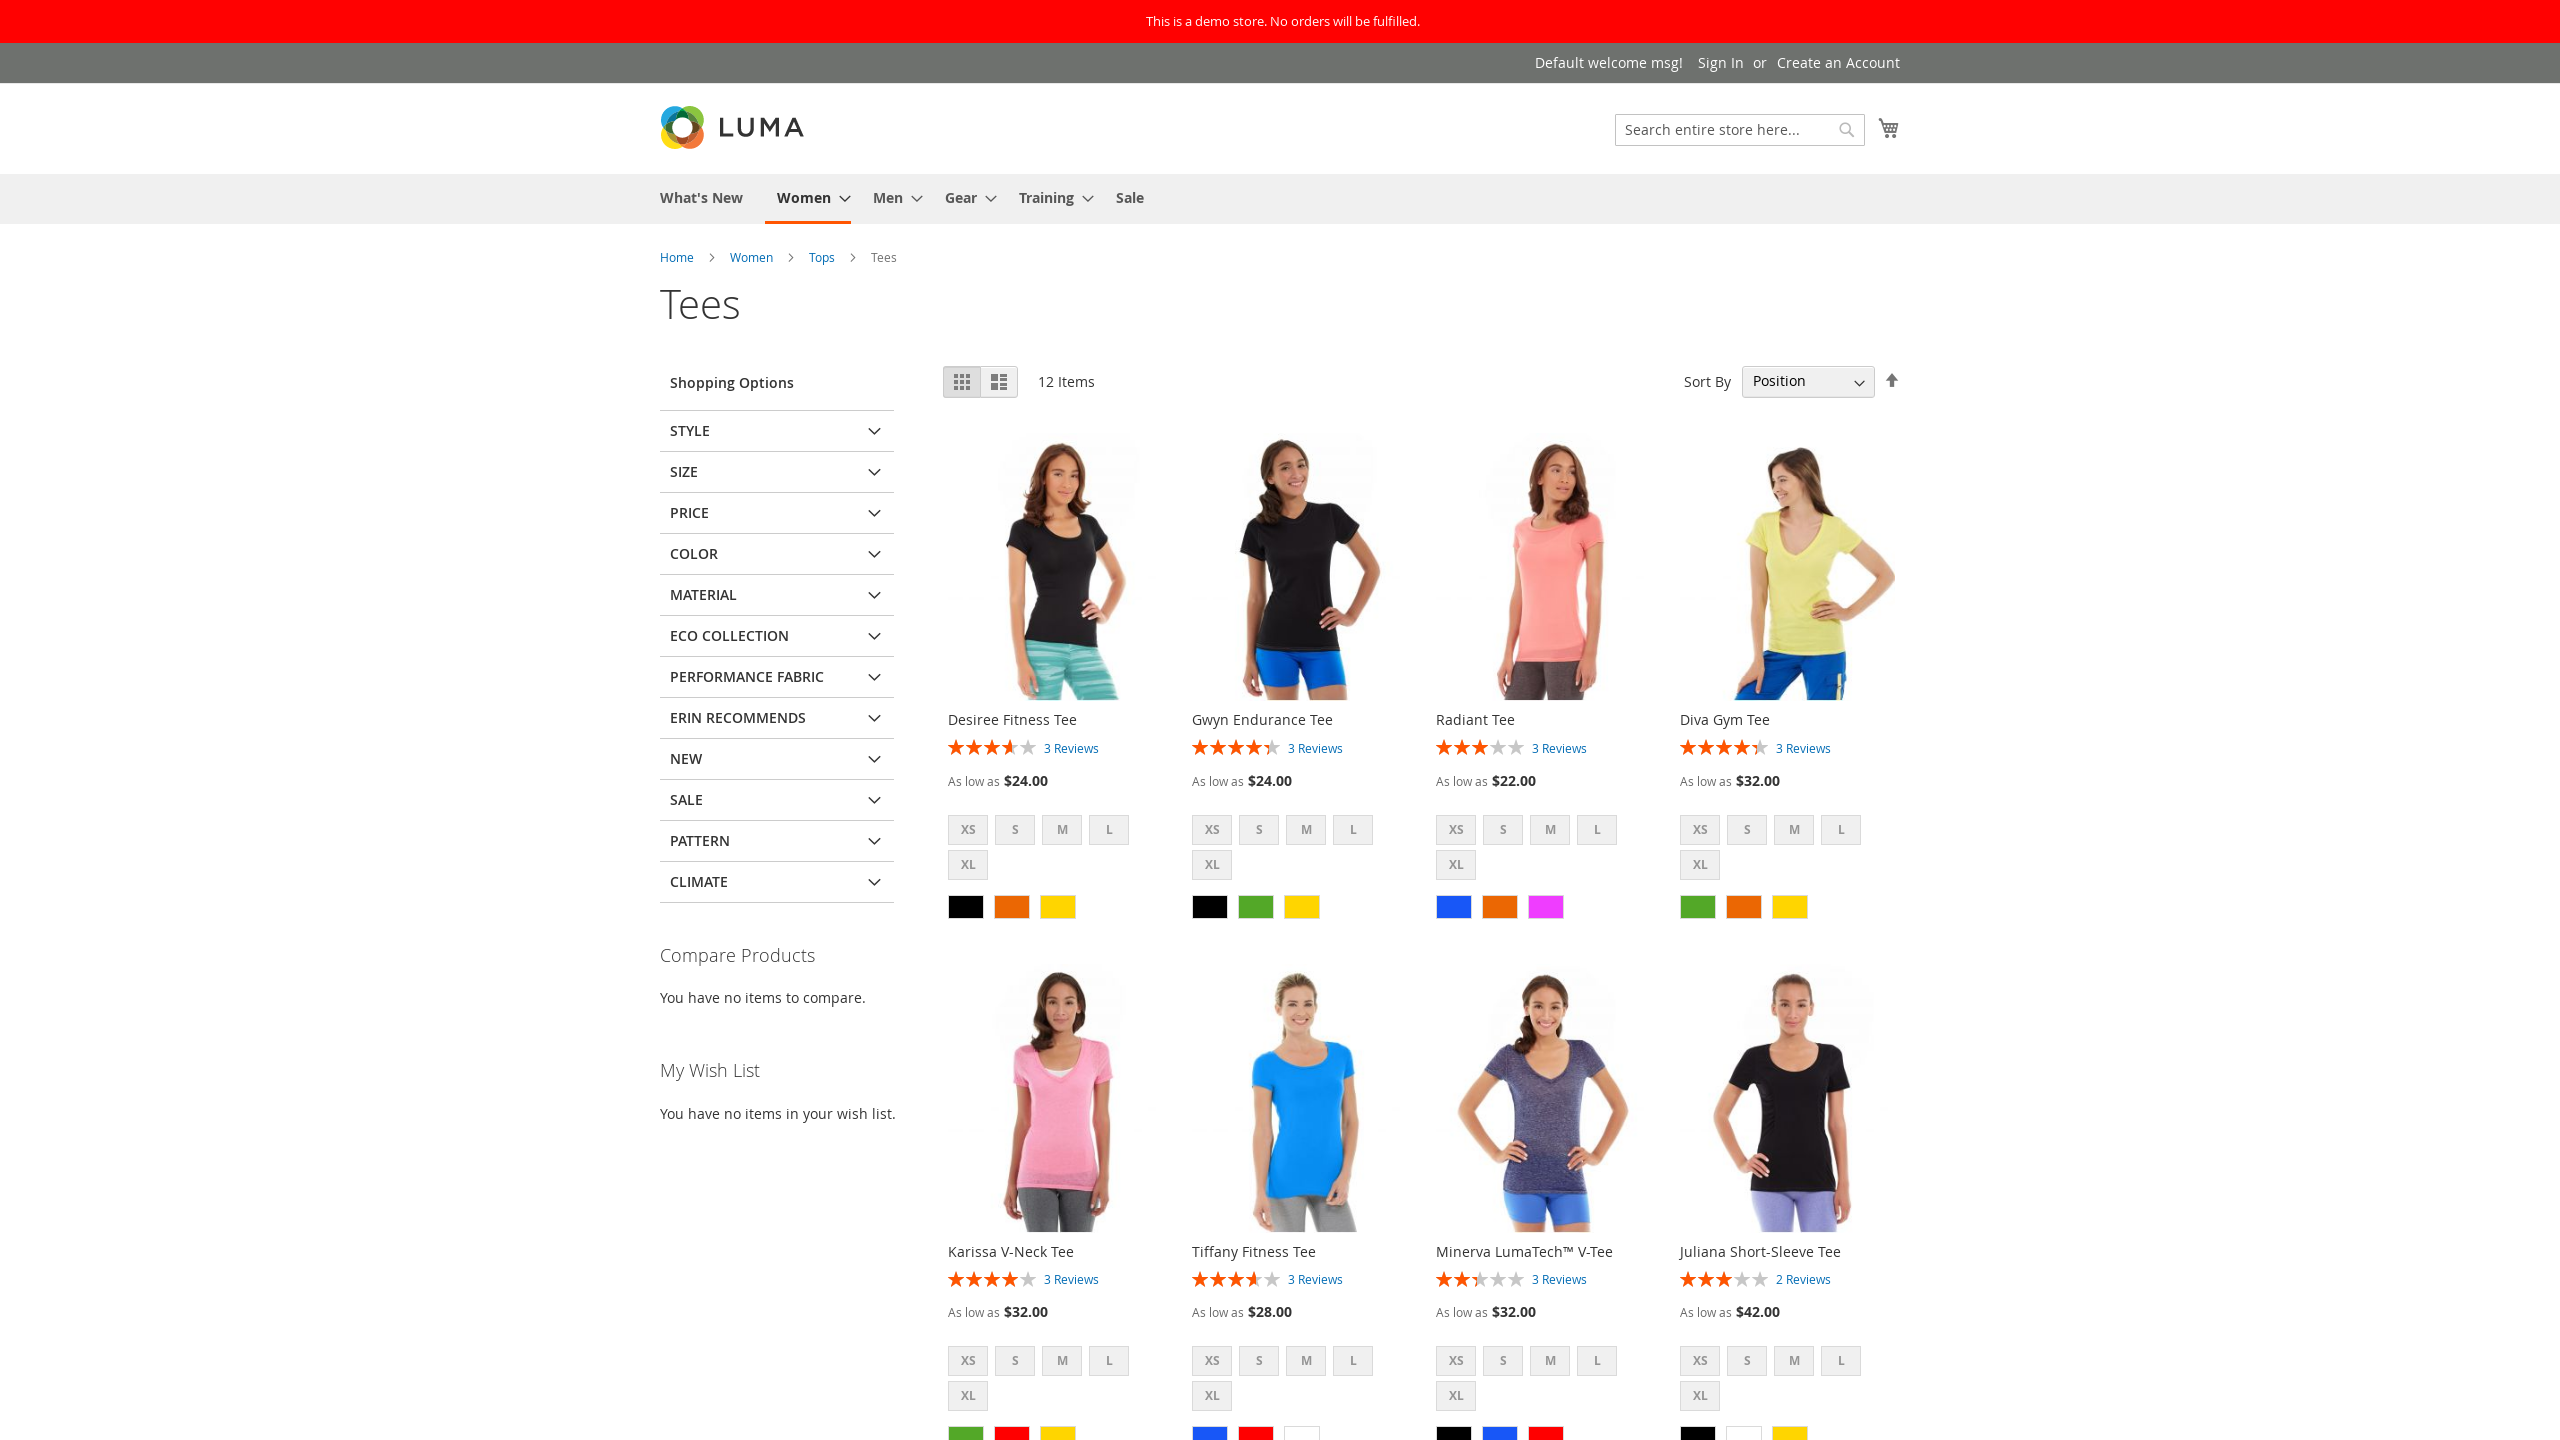 This is a demo store. No orders will be fulfilled.
Default welcome msg! Sign In or Create an Account
LUMA
Search entire store here...
What's New Women Men Gear Training Sale
Home Women Tops Tees
Tees
Shopping Options
STYLE
SIZE
PRICE
COLOR
MATERIAL
ECO COLLECTION
PERFORMANCE FABRIC
ERIN RECOMMENDS
NEW
SALE
PATTERN
CLIMATE
Compare Products
You have no items to compare.
My Wish List
You have no items in your wish list.
12 Items
Sort By Position
Desiree Fitness Tee
3 Reviews
As low as $24.00
XS S M L
XL
Gwyn Endurance Tee
3 Reviews
As low as $24.00
XS S M L
XL
Radiant Tee
3 Reviews
As low as $22.00
XS S M L
XL
Diva Gym Tee
3 Reviews
As low as $32.00
XS S M L
XL
Karissa V-Neck Tee
3 Reviews
As low as $32.00
XS S M L
XL
Tiffany Fitness Tee
3 Reviews
As low as $28.00
XS S M L
XL
Minerva LumaTech™ V-Tee
3 Reviews
As low as $32.00
XS S M L
XL
Juliana Short-Sleeve Tee
2 Reviews
As low as $42.00
XS S M L
XL